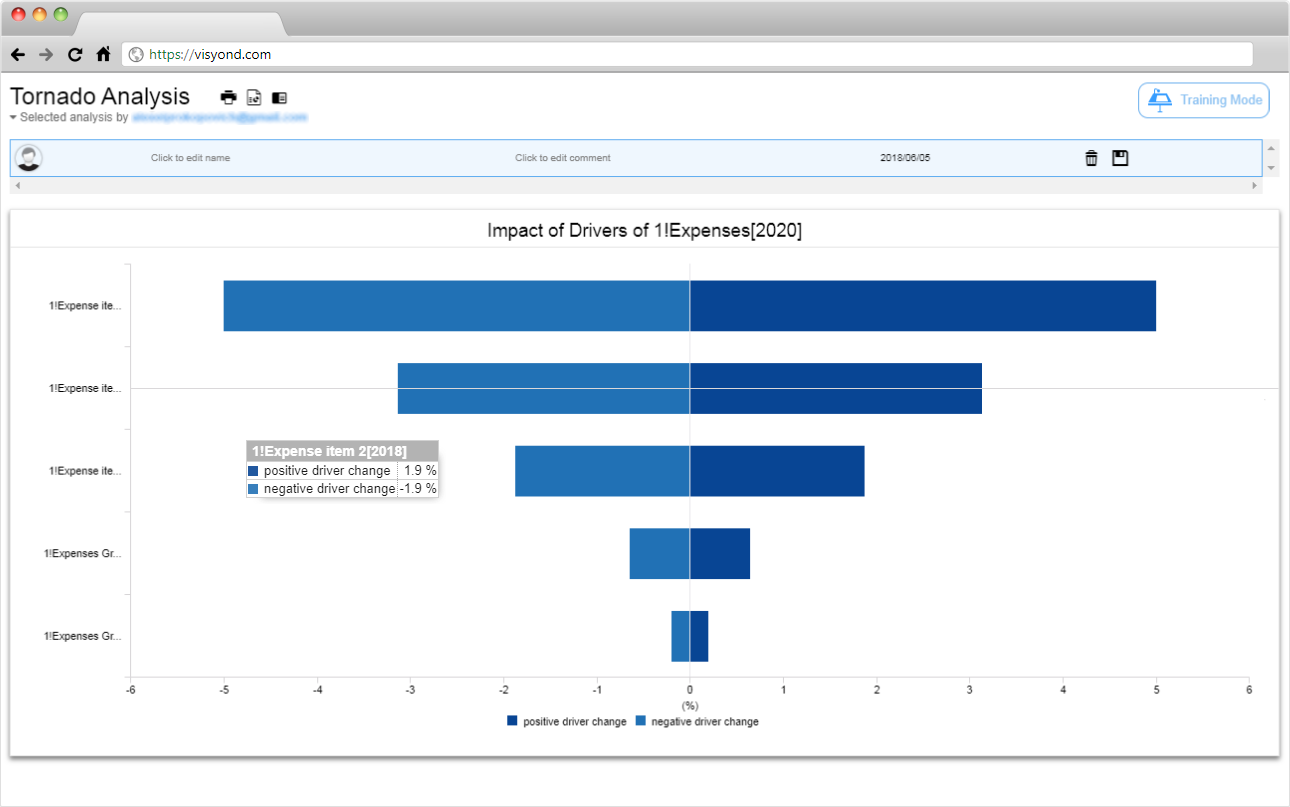 https://visyond.com
Tornado Analysis
Training Mode
Selected analysis by
Click to edit name Click to edit comment 2018/06/05
Impact of Drivers of 1!Expenses[2020]
1!Expense ite...
1!Expense ite...
1!Expense item 2[2018]
positive driver change 1.9 %
negative driver change -1.9 %
1!Expense ite...
1!Expenses Gr...
1!Expenses Gr...
-6 -5 -4 -3 -2 -1 0 1 2 3 4 5 6
(%)
positive driver change negative driver change